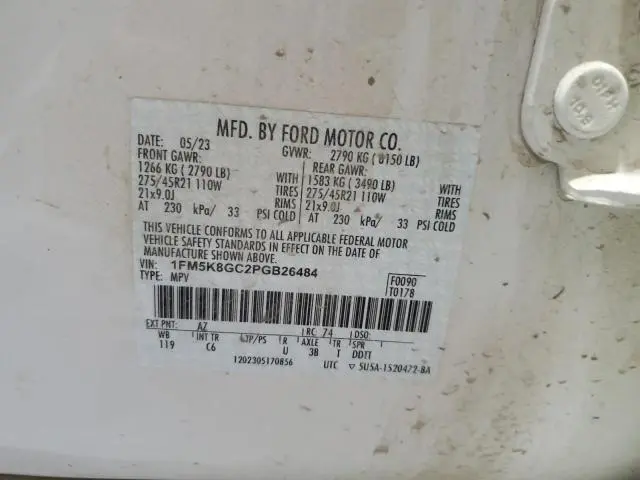 MFD. BY FORD MOTOR CO.
DATE: 05/23 GVWR: 2790 KG ( 6150 LB)
FRONT GAWR: REAR GAWR:
1266 KG ( 2790 LB) WITH 1583 KG ( 3490 LB) WITH
275/45R21 110W TIRES 275/45R21 110W TIRES
21x9.0J RIMS 21x9.0J RIMS
AT 230 kPa/ 33 PSI COLD AT 230 kPa/ 33 PSI COLD
THIS VEHICLE CONFORMS TO ALL APPLICABLE FEDERAL MOTOR
VEHICLE SAFETY STANDARDS IN EFFECT ON THE DATE OF
MANUFACTURE SHOWN ABOVE.
VIN: 1FM5K8GC2PGB26484 F0090
TYPE: MPV T0178
EXT PNT: AZ RC: 74 DSO:
WB INT TR TP/PS R AXLE TR SPR
119 C6 U 38 T DDTT
1202305170856 UTC ▽ 5U5A-1520472-BA